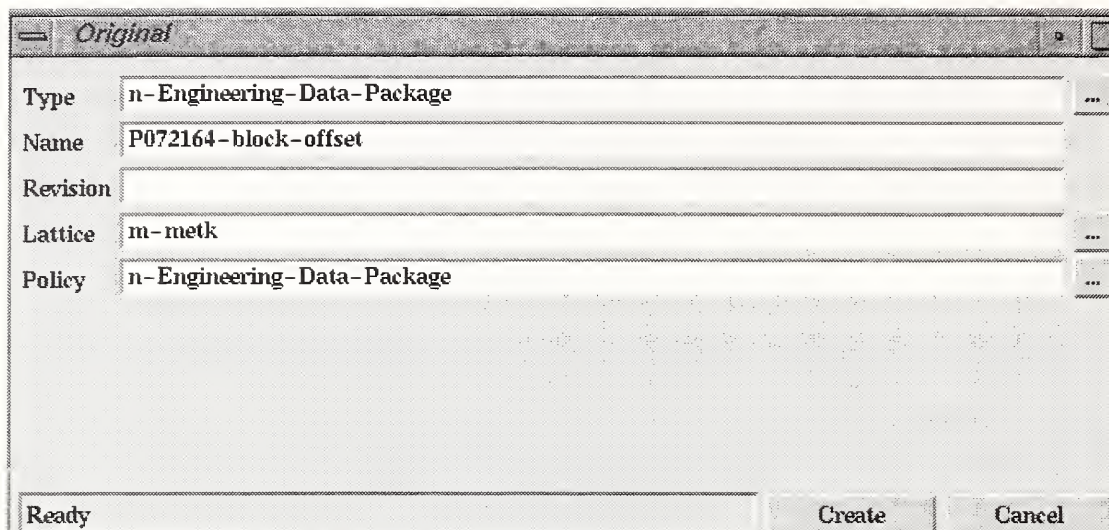 Original
Type n-Engineering-Data-Package ...
Name P072164-block-offset
Revision
Lattice m-metk ...
Policy n-Engineering-Data-Package ...
Ready Create Cancel